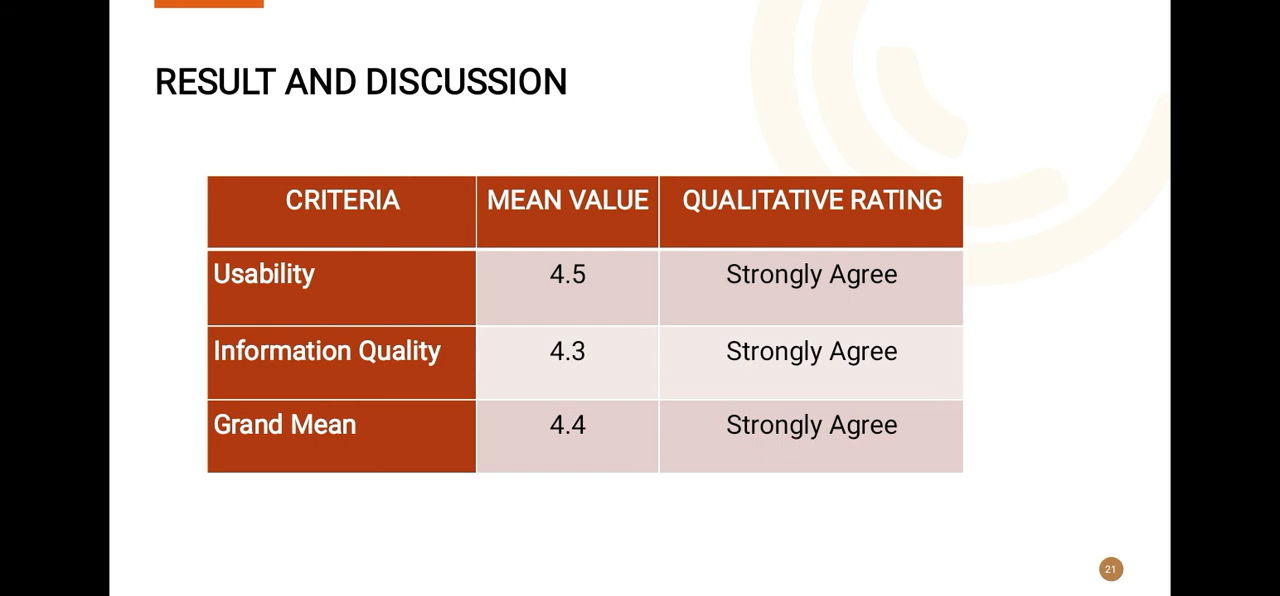 RESULT AND DISCUSSION
CRITERIA MEAN VALUE QUALITATIVE RATING
Usability 4.5 Strongly Agree
Information Quality 4.3 Strongly Agree
Grand Mean 4.4 Strongly Agree
21